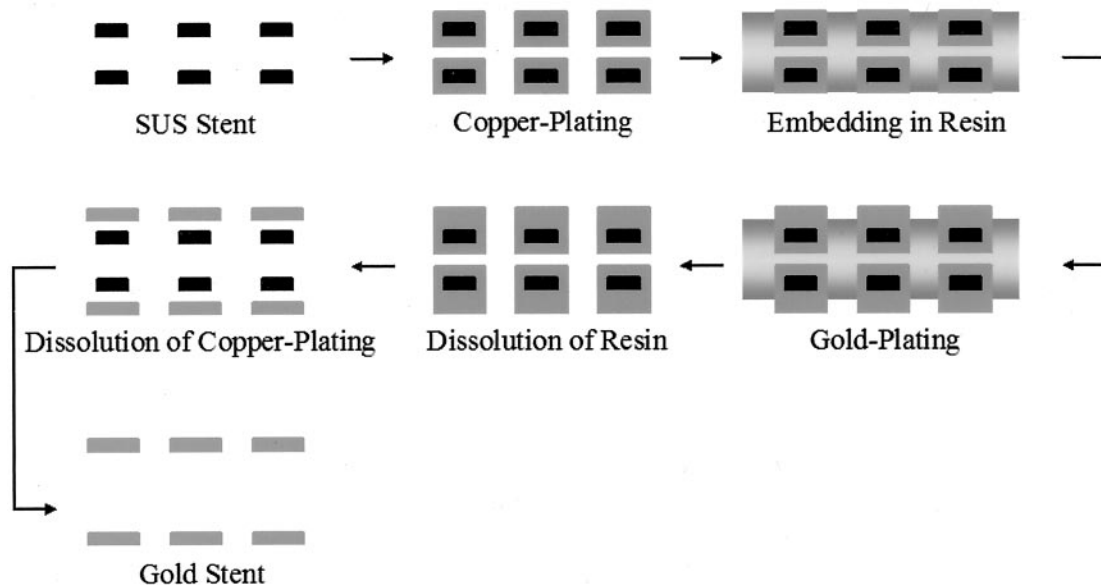 SUS Stent
Copper-Plating
Embedding in Resin
Dissolution of Copper-Plating
Dissolution of Resin
Gold-Plating
Gold Stent